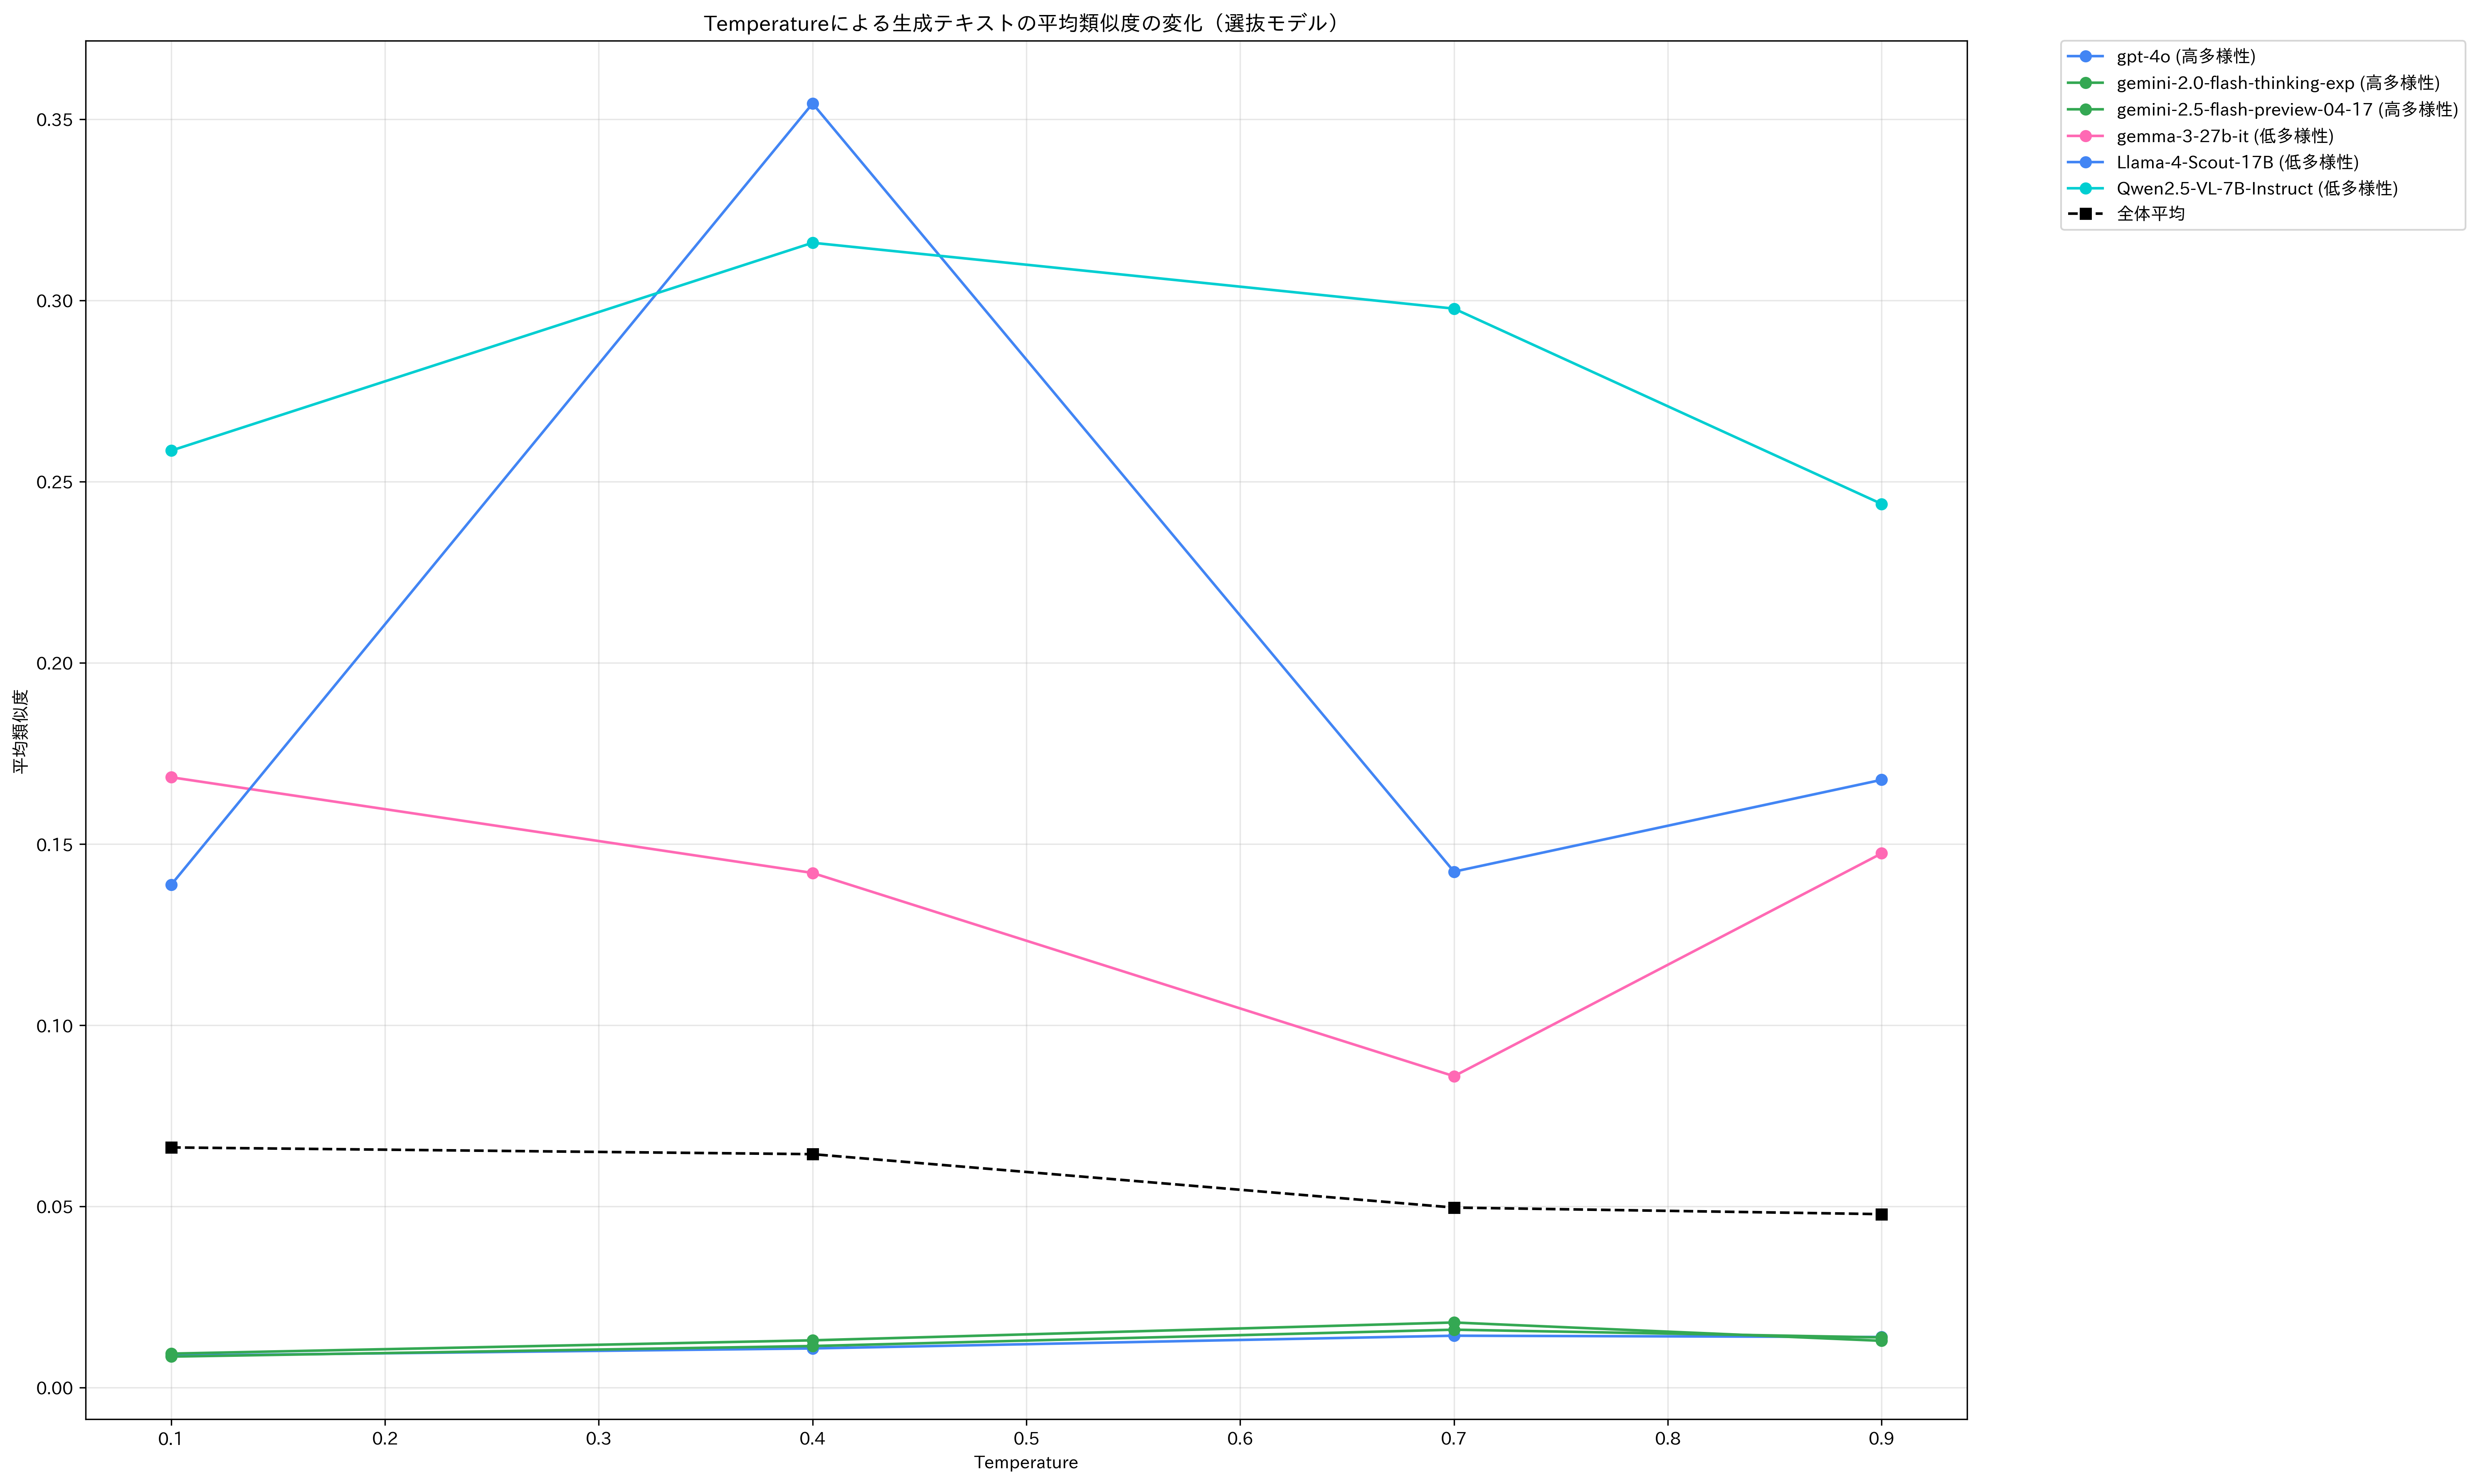 Temperatureによる生成テキストの平均類似度の変化（選抜モデル）
gpt-4o (高多様性)
gemini-2.0-flash-thinking-exp (高多様性)
gemini-2.5-flash-preview-04-17 (高多様性)
gemma-3-27b-it (低多様性)
Llama-4-Scout-17B (低多様性)
Qwen2.5-VL-7B-Instruct (低多様性)
全体平均
平均類似度
0.35
0.30
0.25
0.20
0.15
0.10
0.05
0.00
0.1 0.2 0.3 0.4 0.5 0.6 0.7 0.8 0.9
Temperature